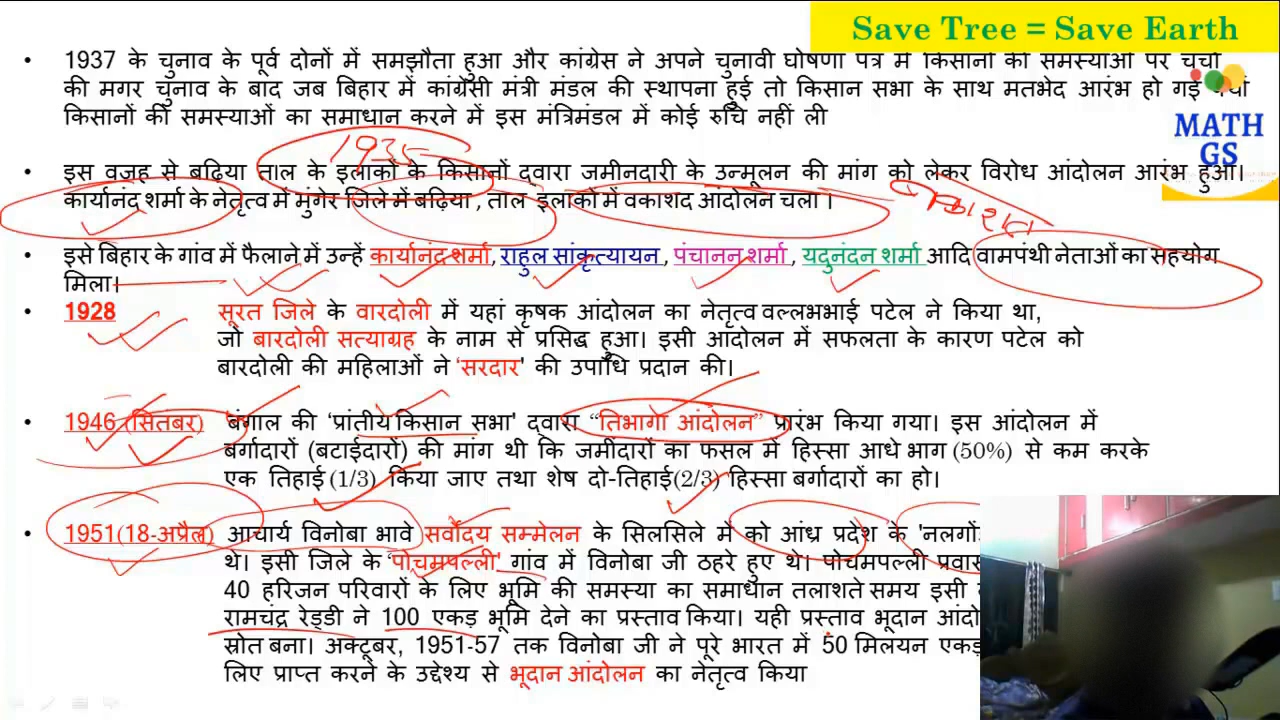 Save Tree = Save Earth
• 1937 के चुनाव के पूर्व दोनों में समझौता हुआ और कांग्रेस ने अपने चुनावी घोषणा पत्र में किसानों की समस्याओं पर चर्चा
की मगर चुनाव के बाद जब बिहार में कांग्रेसी मंत्री मंडल की स्थापना हुई तो किसान सभा के साथ मतभेद आरंभ हो गई
किसानों की समस्याओं का समाधान करने में इस मंत्रिमंडल में कोई रुचि नहीं ली
MATH
GS
1935
• इस वजह से बढ़िया ताल के इलाको के किसानों द्वारा जमीनदारी के उन्मूलन की मांग को लेकर विरोध आंदोलन आरंभ हुआ।
कार्यानंद शर्मा के नेतृत्व में मुंगेर जिले में बढ़िया , ताल इलाकों में वकाशद आंदोलन चला ।
• इसे बिहार के गांव में फैलाने में उन्हें कार्यानंद शर्मा, राहुल सांकृत्यायन , पंचानन शर्मा , यदुनंदन शर्मा आदि वामपंथी नेताओं का सहयोग
मिला।
• 1928 सूरत जिले के वारदोली में यहां कृषक आंदोलन का नेतृत्व वल्लभभाई पटेल ने किया था,
जो बारदोली सत्याग्रह के नाम से प्रसिद्ध हुआ। इसी आंदोलन में सफलता के कारण पटेल को
बारदोली की महिलाओं ने 'सरदार' की उपाधि प्रदान की।
• 1946 (सितंबर) 'बंगाल की 'प्रांतीय किसान सभा' द्वारा “तिभागा आंदोलन” प्रारंभ किया गया। इस आंदोलन में
बर्गादारों (बटाईदारों) की मांग थी कि जमींदारों का फसल में हिस्सा आधे भाग (50%) से कम करके
एक तिहाई (1/3) किया जाए तथा शेष दो-तिहाई(2/3) हिस्सा बर्गादारों का हो।
• 1951(18-अप्रैल) आचार्य विनोबा भावे सर्वोदय सम्मेलन के सिलसिले में को आंध्र प्रदेश के 'नलगों
थे। इसी जिले के 'पोचमपल्ली' गांव में विनोबा जी ठहरे हुए थे। पोचमपल्ली प्रवास
40 हरिजन परिवारों के लिए भूमि की समस्या का समाधान तलाशते समय इसी
रामचंद्र रेड्डी ने 100 एकड़ भूमि देने का प्रस्ताव किया। यही प्रस्ताव भूदान आंदो
स्रोत बना। अक्टूबर, 1951-57 तक विनोबा जी ने पूरे भारत में 50 मिलयन एकड़
लिए प्राप्त करने के उद्देश्य से भूदान आंदोलन का नेतृत्व किया